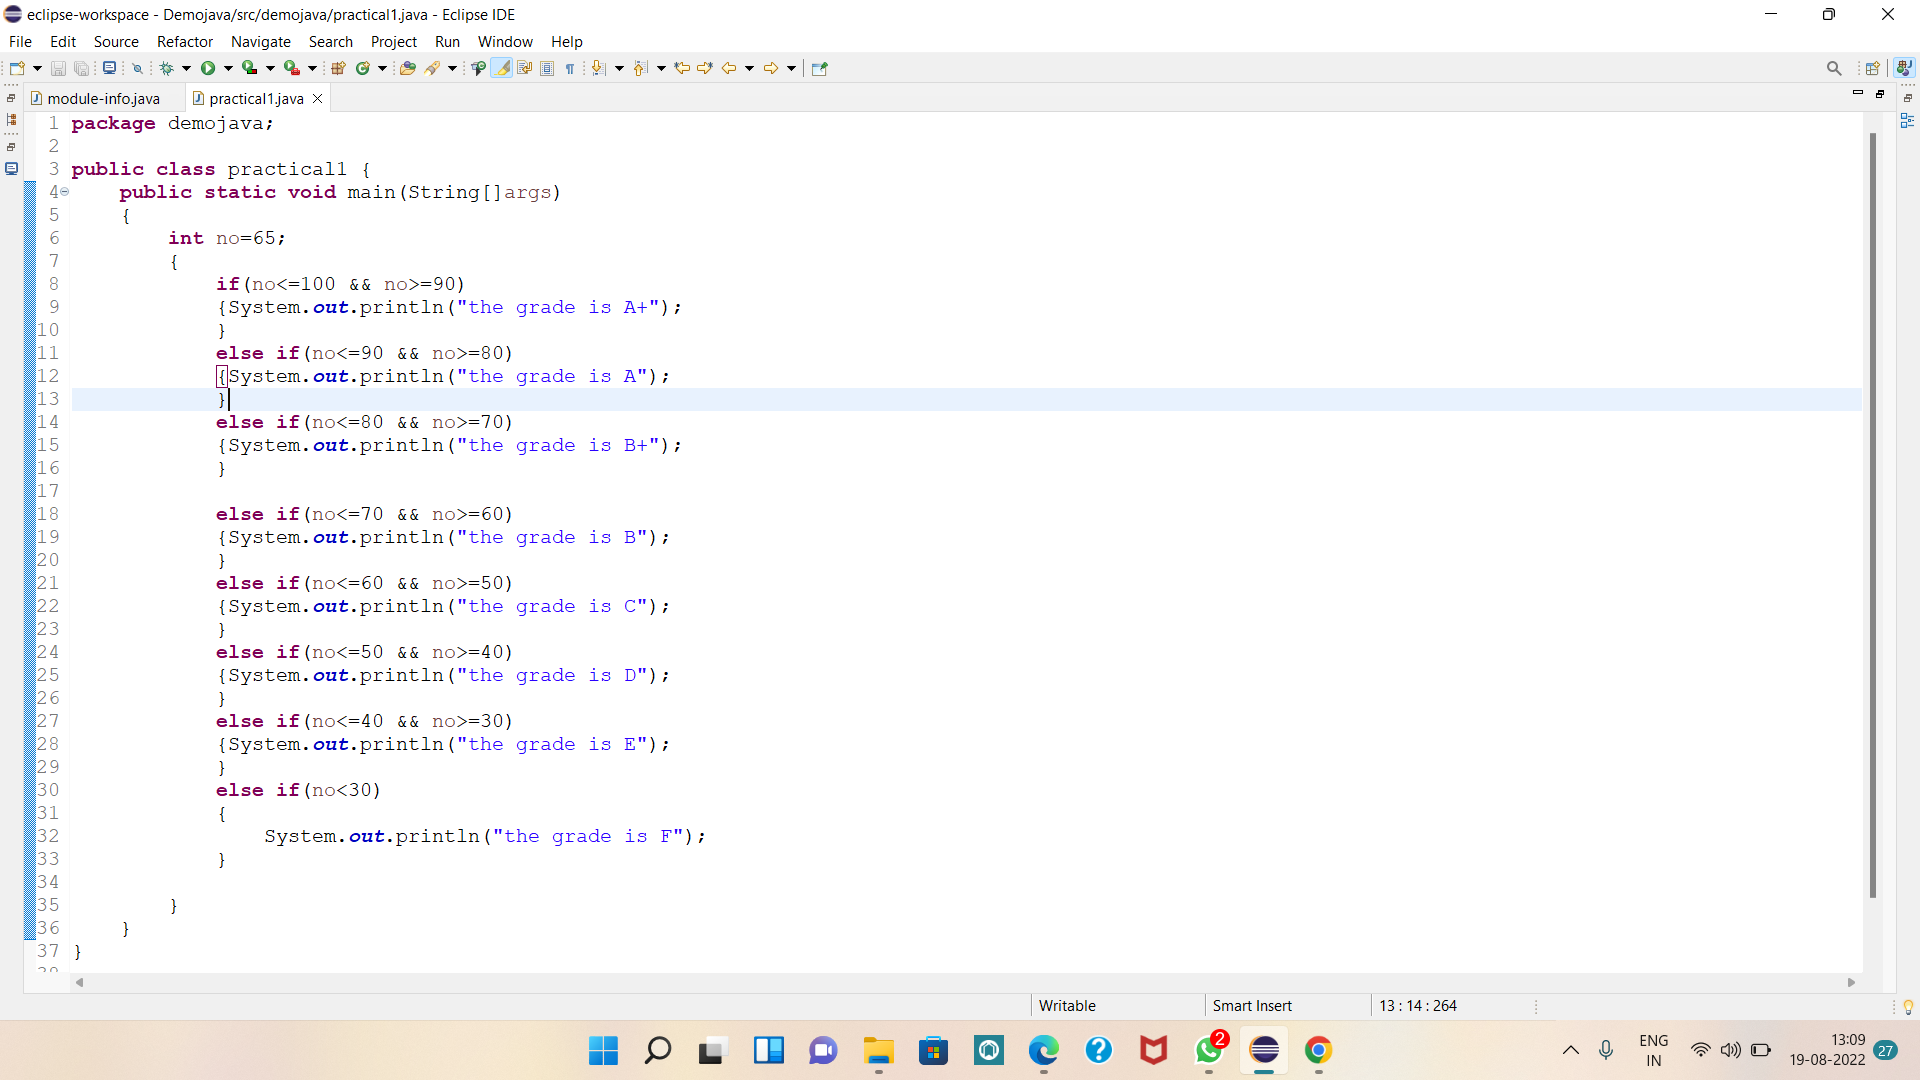 eclipse-workspace - Demojava/src/demojava/practical1.java - Eclipse IDE
File Edit Source Refactor Navigate Search Project Run Window Help
module-info.java practical1.java
1 package demojava;
2
3 public class practical1 {
4 public static void main(String[]args)
5 {
6 int no=65;
7 {
8 if(no<=100 && no>=90)
9 {System.out.println("the grade is A+");
10 }
11 else if(no<=90 && no>=80)
12 {System.out.println("the grade is A");
13 }
14 else if(no<=80 && no>=70)
15 {System.out.println("the grade is B+");
16 }
17
18 else if(no<=70 && no>=60)
19 {System.out.println("the grade is B");
20 }
21 else if(no<=60 && no>=50)
22 {System.out.println("the grade is C");
23 }
24 else if(no<=50 && no>=40)
25 {System.out.println("the grade is D");
26 }
27 else if(no<=40 && no>=30)
28 {System.out.println("the grade is E");
29 }
30 else if(no<30)
31 {
32 System.out.println("the grade is F");
33 }
34
35 }
36 }
37 }
Writable Smart Insert 13 : 14 : 264
2
ENG
IN
13:09
19-08-2022
27